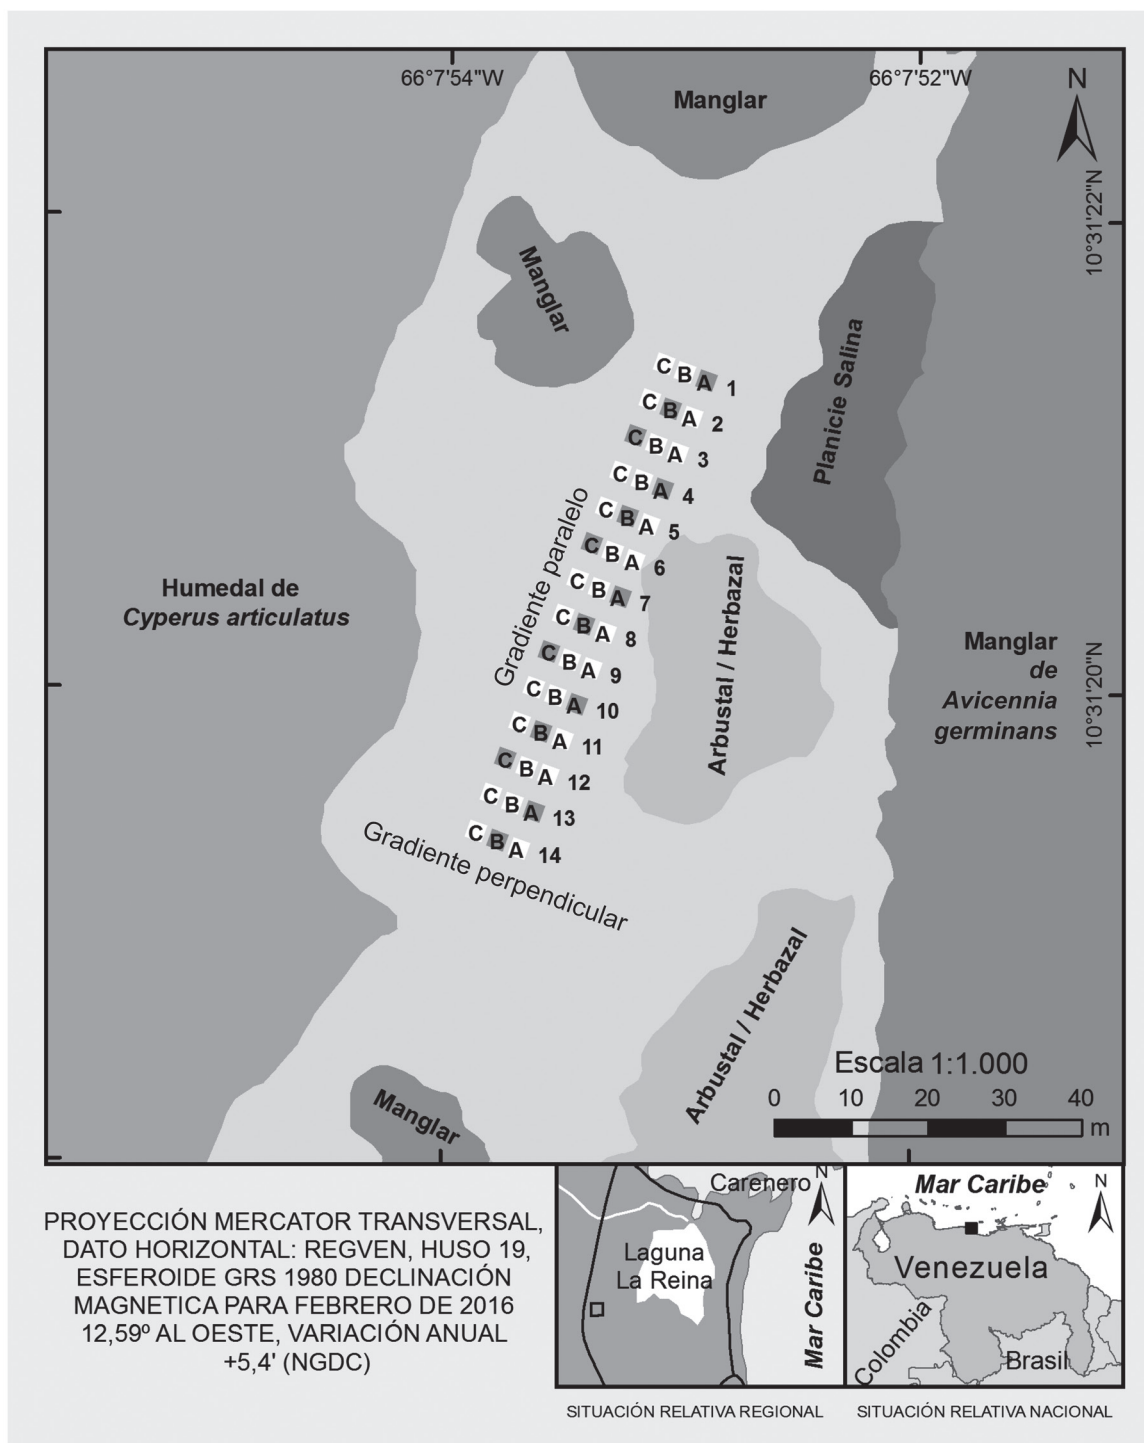 66°7'54"W
66°7'52"W
N
Manglar
10°31'22"N
Manglar
Planicie Salina
C B A 1
C B A 2
C B A 3
C B A 4
C B A 5
C B A 6
C B A 7
C B A 8
C B A 9
C B A 10
C B A 11
C B A 12
C B A 13
C B A 14
Gradiente paralelo
Gradiente perpendicular
Humedal de
Cyperus articulatus
Arbustal / Herbazal
Manglar
de
Avicennia
germinans
10°31'20"N
Arbustal / Herbazal
Manglar
Escala 1:1.000
0 10 20 30 40
m
PROYECCIÓN MERCATOR TRANSVERSAL,
DATO HORIZONTAL: REGVEN, HUSO 19,
ESFEROIDE GRS 1980 DECLINACIÓN
MAGNETICA PARA FEBRERO DE 2016
12,59º AL OESTE, VARIACIÓN ANUAL
+5,4' (NGDC)
Carenero
N
Laguna
La Reina
Mar Caribe
SITUACIÓN RELATIVA REGIONAL
Mar Caribe
N
Venezuela
Colombia
Brasil
SITUACIÓN RELATIVA NACIONAL